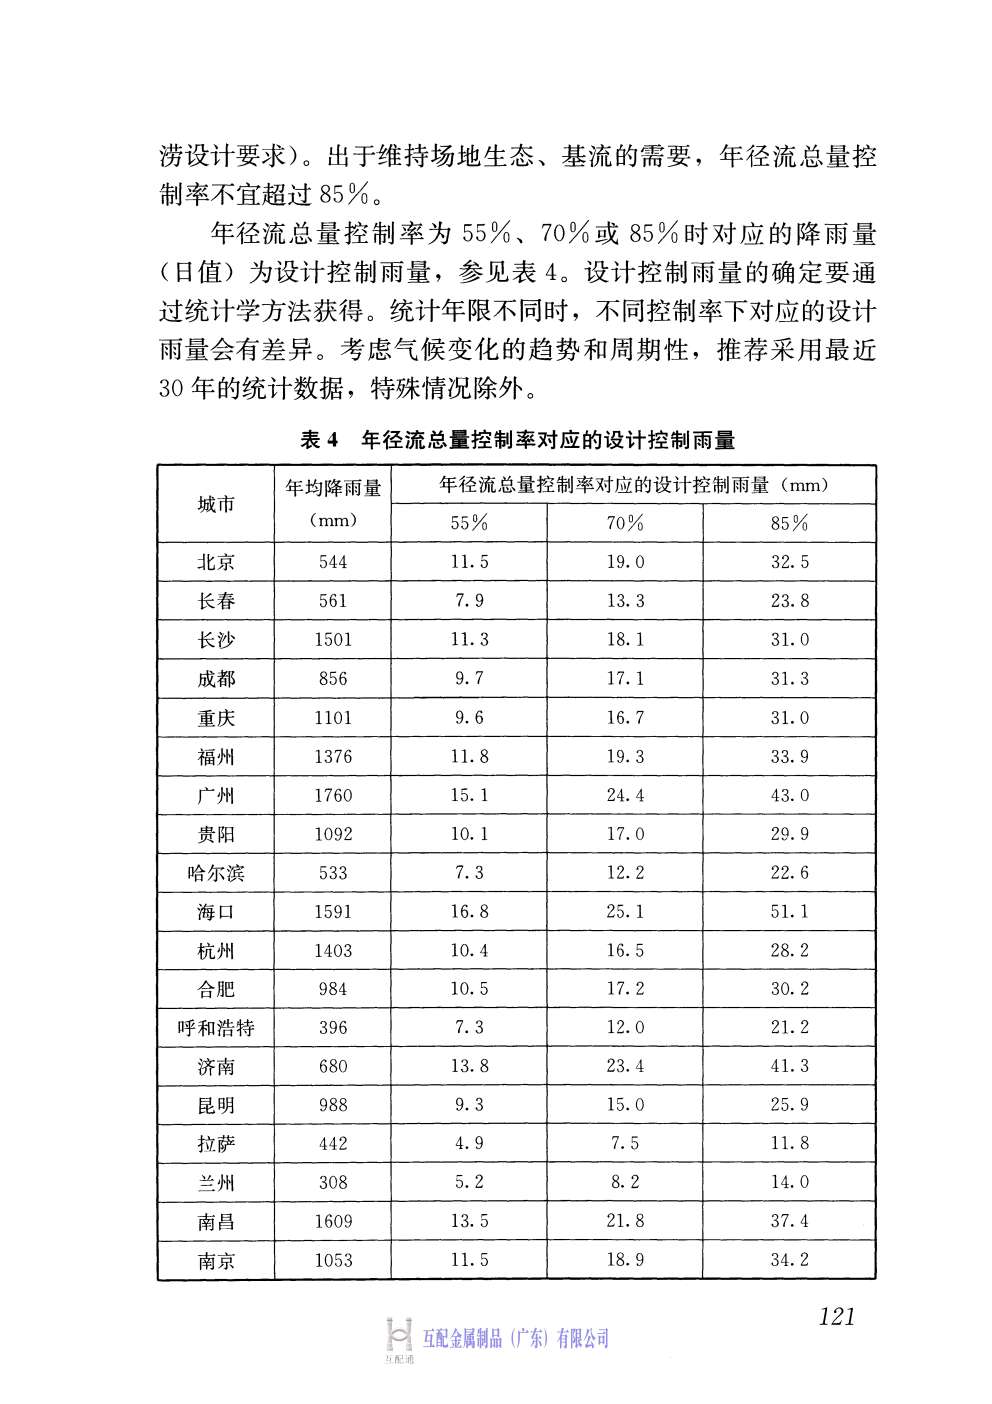 涝设计要求）。出于维持场地生态、基流的需要，年径流总量控
制率不宜超过 85%。
年径流总量控制率为 55%、70%或 85%时对应的降雨量
（日值）为设计控制雨量，参见表 4。设计控制雨量的确定要通
过统计学方法获得。统计年限不同时，不同控制率下对应的设计
雨量会有差异。考虑气候变化的趋势和周期性，推荐采用最近
30 年的统计数据，特殊情况除外。
表 4 年径流总量控制率对应的设计控制雨量
城市 年均降雨量（mm） 年径流总量控制率对应的设计控制雨量（mm）
55% 70% 85%
北京 544 11.5 19.0 32.5
长春 561 7.9 13.3 23.8
长沙 1501 11.3 18.1 31.0
成都 856 9.7 17.1 31.3
重庆 1101 9.6 16.7 31.0
福州 1376 11.8 19.3 33.9
广州 1760 15.1 24.4 43.0
贵阳 1092 10.1 17.0 29.9
哈尔滨 533 7.3 12.2 22.6
海口 1591 16.8 25.1 51.1
杭州 1403 10.4 16.5 28.2
合肥 984 10.5 17.2 30.2
呼和浩特 396 7.3 12.0 21.2
济南 680 13.8 23.4 41.3
昆明 988 9.3 15.0 25.9
拉萨 442 4.9 7.5 11.8
兰州 308 5.2 8.2 14.0
南昌 1609 13.5 21.8 37.4
南京 1053 11.5 18.9 34.2
121
互配金属制品（广东）有限公司
互配通